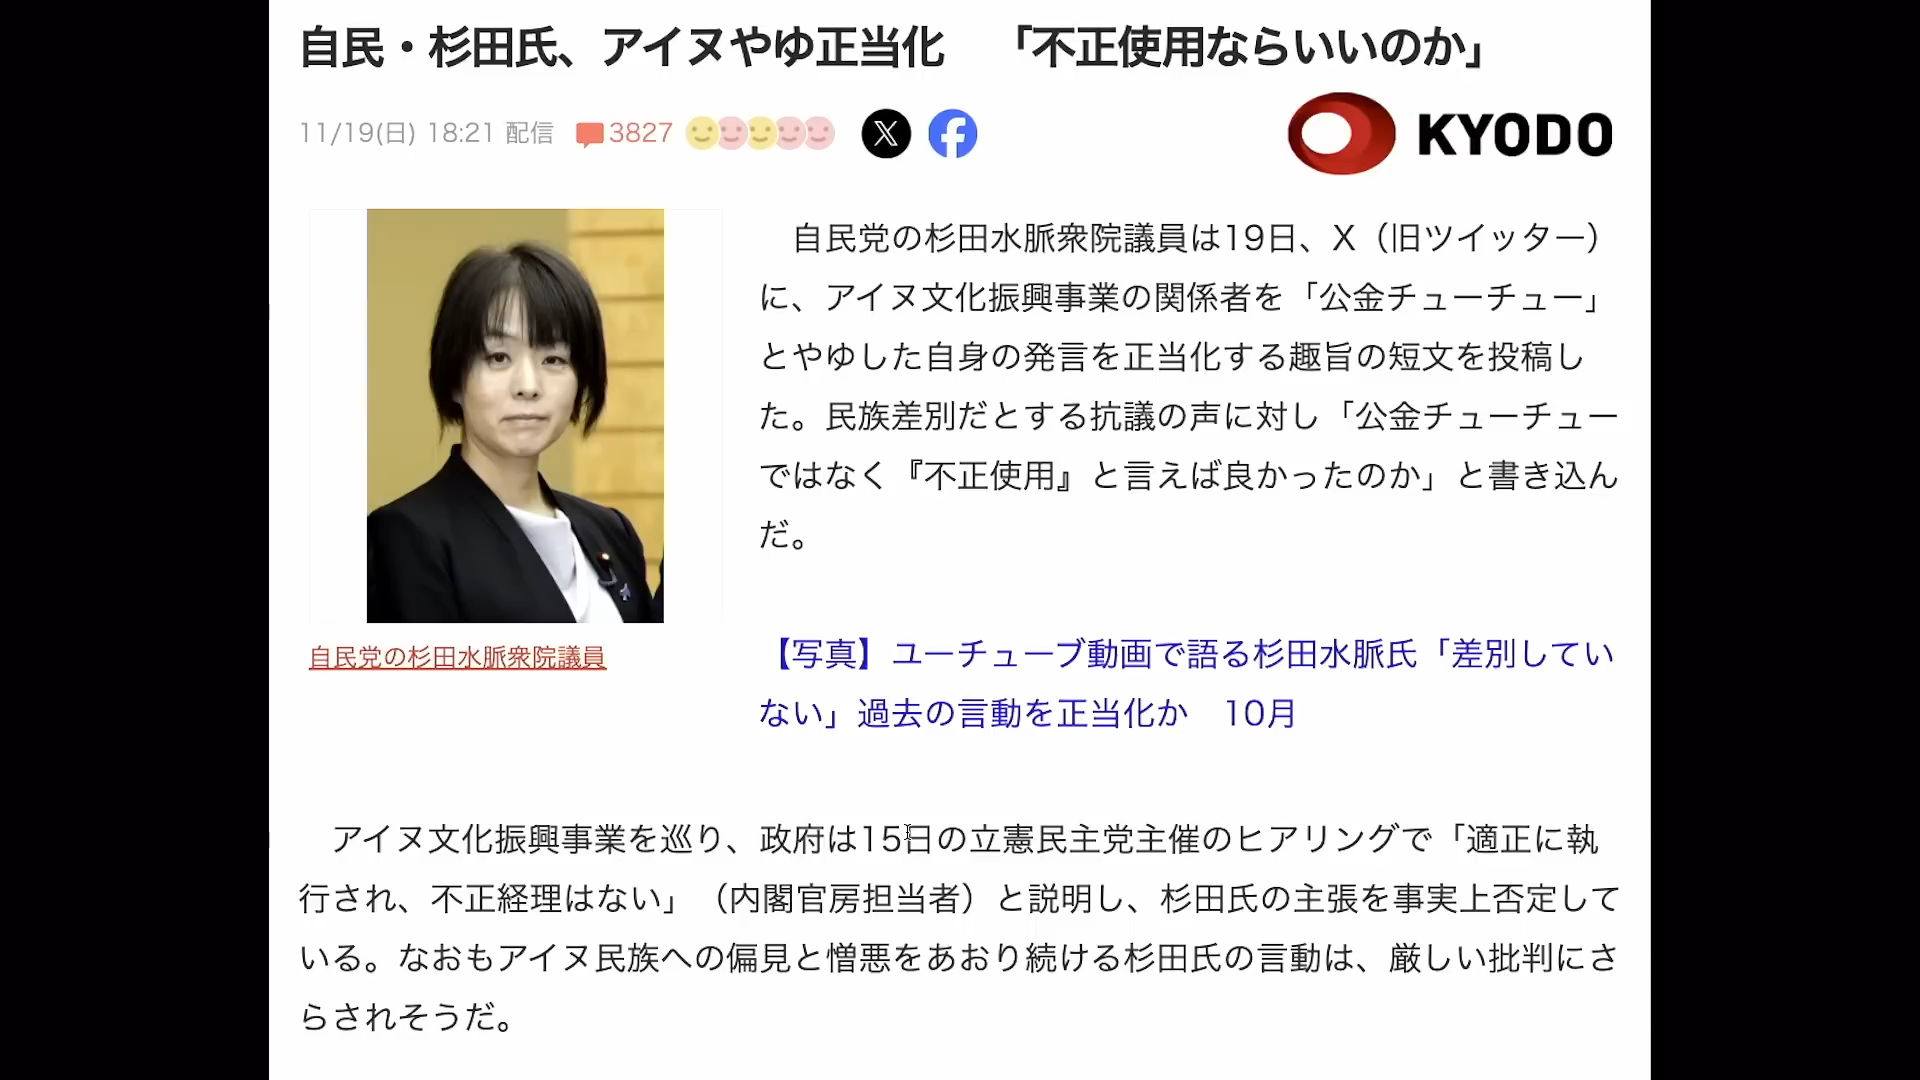 自民・杉田氏、アイヌやゆ正当化　「不正使用ならいいのか」
11/19(日) 18:21 配信 3827
KYODO
自民党の杉田水脈衆院議員は19日、X（旧ツイッター）
に、アイヌ文化振興事業の関係者を「公金チューチュー」
とやゆした自身の発言を正当化する趣旨の短文を投稿し
た。民族差別だとする抗議の声に対し「公金チューチュー
ではなく『不正使用』と言えば良かったのか」と書き込ん
だ。
自民党の杉田水脈衆院議員
【写真】ユーチューブ動画で語る杉田水脈氏「差別してい
ない」過去の言動を正当化か　10月
アイヌ文化振興事業を巡り、政府は15日の立憲民主党主催のヒアリングで「適正に執
行され、不正経理はない」（内閣官房担当者）と説明し、杉田氏の主張を事実上否定して
いる。なおもアイヌ民族への偏見と憎悪をあおり続ける杉田氏の言動は、厳しい批判にさ
らされそうだ。